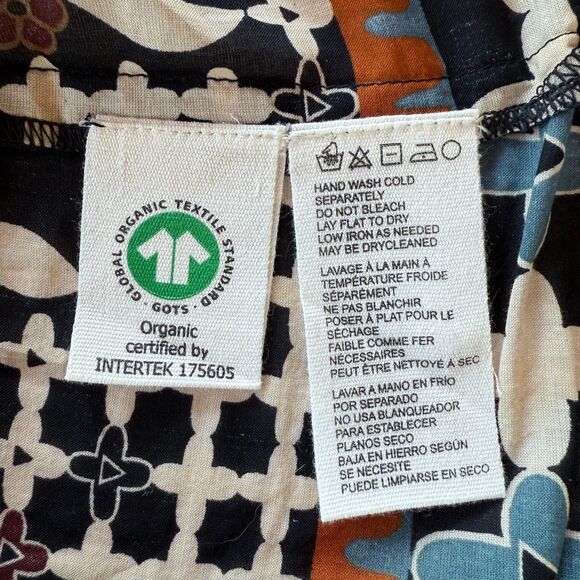 GLOBAL ORGANIC TEXTILE STANDARD · GOTS ·
Organic
certified by
INTERTEK 175605
HAND WASH COLD
SEPARATELY
DO NOT BLEACH
LAY FLAT TO DRY
LOW IRON AS NEEDED
MAY BE DRYCLEANED
LAVAGE À LA MAIN À
TEMPÉRATURE FROIDE
SÉPARÉMENT
NE PAS BLANCHIR
POSER À PLAT POUR LE
SÉCHAGE
FAIBLE COMME FER
NÉCESSAIRES
PEUT ÊTRE NETTOYÉ À SEC
LAVAR A MANO EN FRÍO
POR SEPARADO
NO USA BLANQUEADOR
PARA ESTABLECER
PLANOS SECO
BAJA EN HIERRO SEGÚN
SE NECESITE
PUEDE LIMPIARSE EN SECO